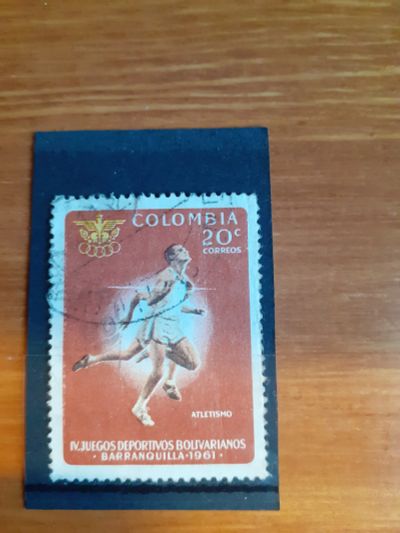 COLOMBIA
20c
CORREOS
ATLETISMO
IV. JUEGOS DEPORTIVOS BOLIVARIANOS
· BARRANQUILLA · 1961 ·